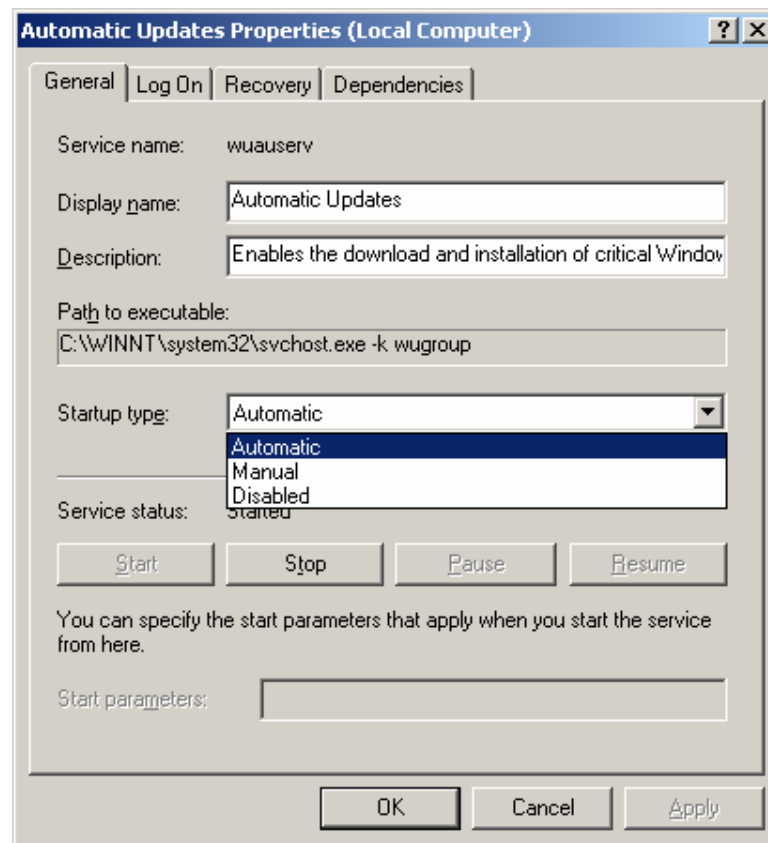 Automatic Updates Properties (Local Computer)
General Log On Recovery Dependencies
Service name: wuauserv
Display name: Automatic Updates
Description: Enables the download and installation of critical Window
Path to executable:
C:\WINNT\system32\svchost.exe -k wugroup
Startup type: Automatic
Automatic
Manual
Disabled
Service status: Started
Start Stop Pause Resume
You can specify the start parameters that apply when you start the service
from here.
Start parameters:
OK Cancel Apply